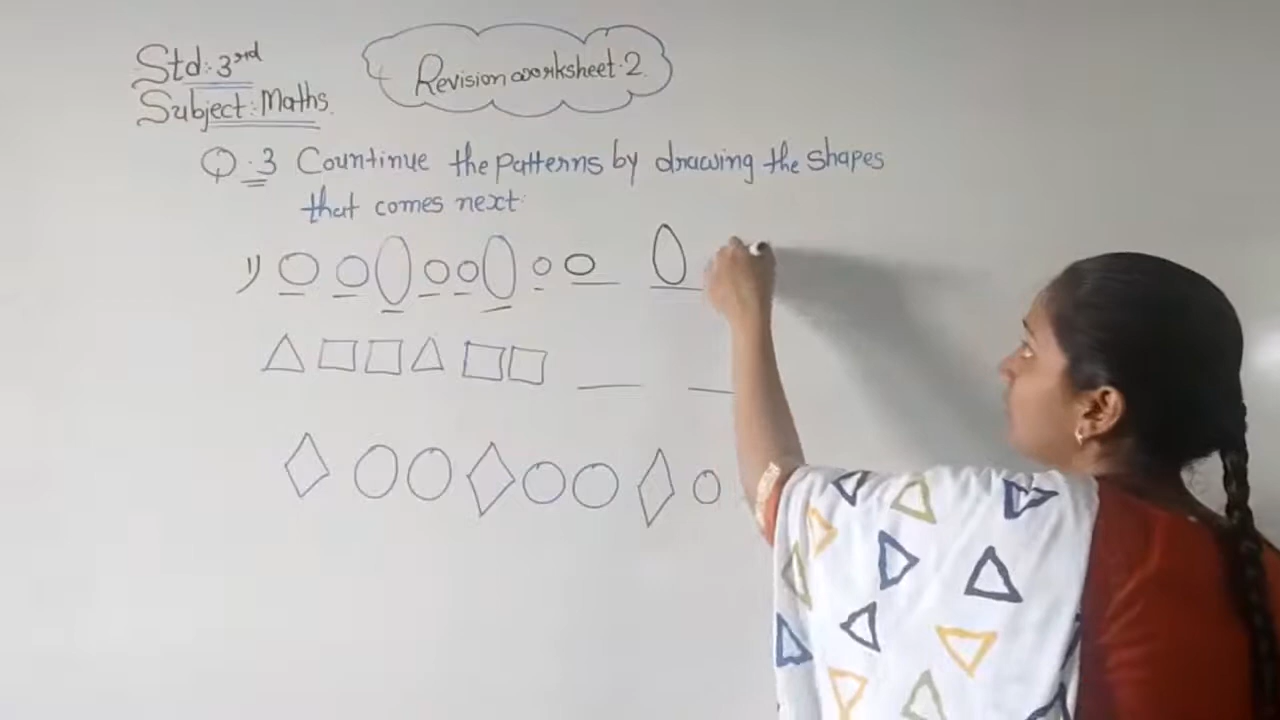 Std: 3rd
Subject: Maths.
Revision worksheet 2.
Q.3 Countinue the patterns by drawing the shapes
that comes next.
1)